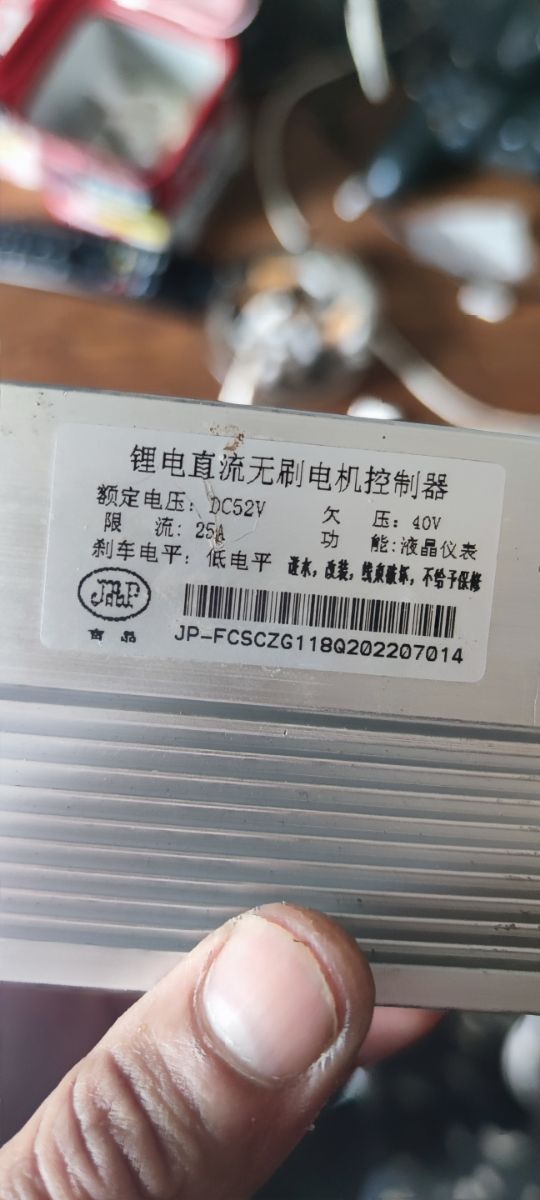 锂电直流无刷电机控制器
额定电压: DC52V 欠 压: 40V
限 流: 25A 功 能:液晶仪表
刹车电平: 低电平 进水,改装,线束破坏,不给予保修
JP
JP-FCSCZG118Q202207014